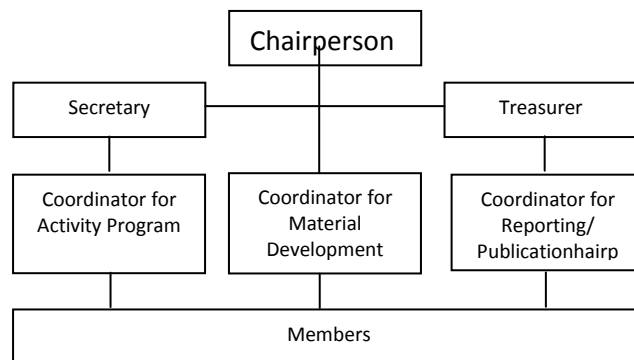 Chairperson
Secretary
Treasurer
Coordinator for
Activity Program
Coordinator for
Material
Development
Coordinator for
Reporting/
Publicationhairp
Members